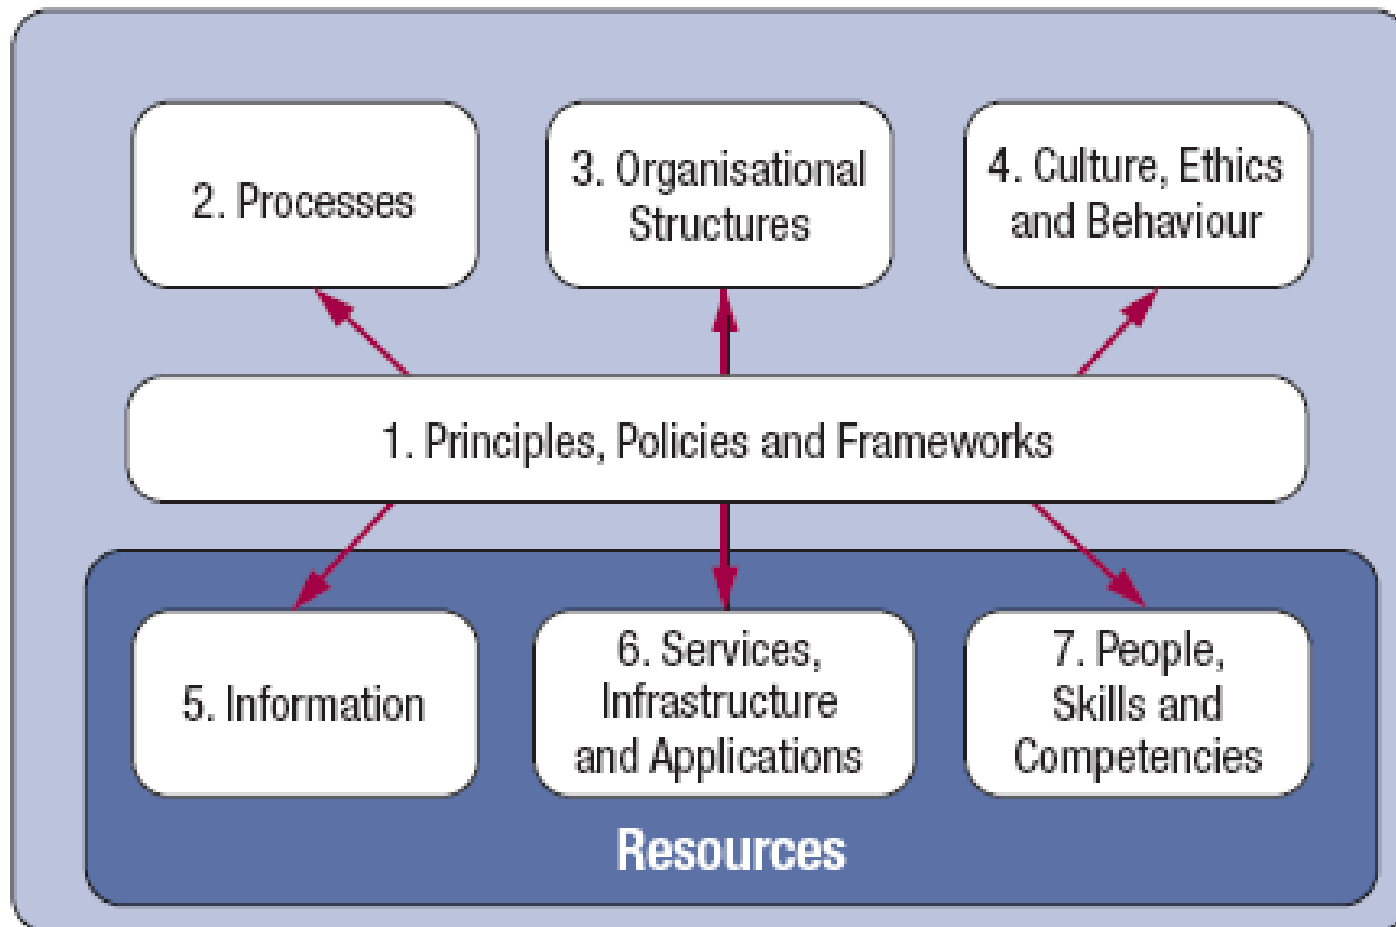 2. Processes
3. Organisational
Structures
4. Culture, Ethics
and Behaviour
1. Principles, Policies and Frameworks
5. Information
6. Services,
Infrastructure
and Applications
7. People,
Skills and
Competencies
Resources